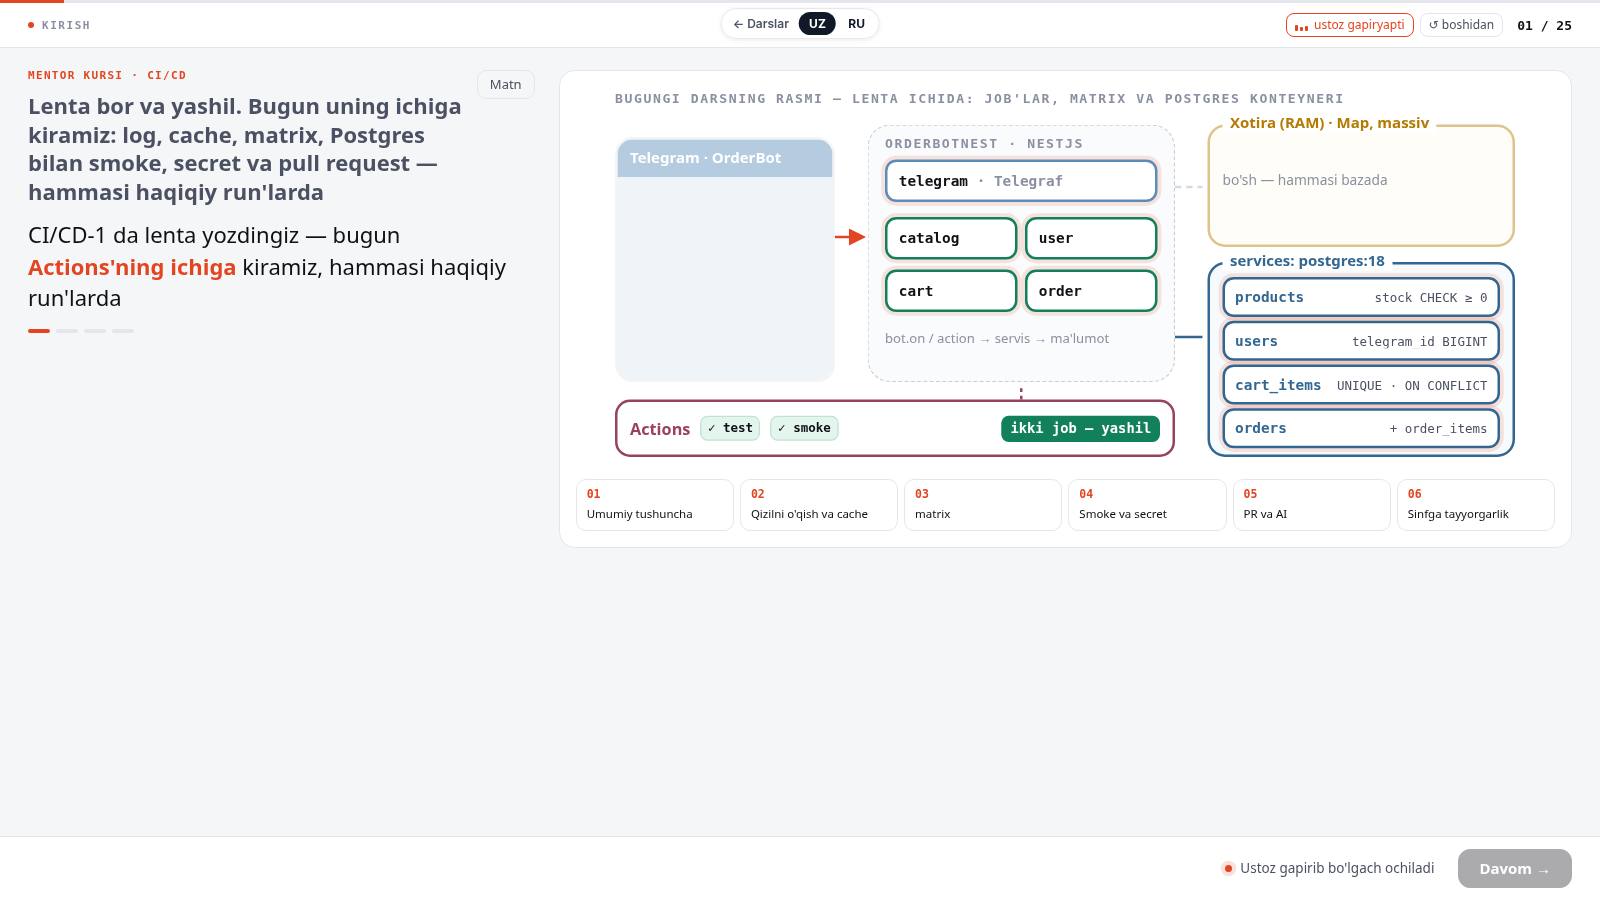 KIRISH
← Darslar UZ RU
ustoz gapiryapti
↺ boshidan
01 / 25
MENTOR KURSI · CI/CD
Matn
Lenta bor va yashil. Bugun uning ichiga
kiramiz: log, cache, matrix, Postgres
bilan smoke, secret va pull request —
hammasi haqiqiy run'larda
CI/CD-1 da lenta yozdingiz — bugun
Actions'ning ichiga kiramiz, hammasi haqiqiy
run'larda
BUGUNGI DARSNING RASMI — LENTA ICHIDA: JOB'LAR, MATRIX VA POSTGRES KONTEYNERI
Telegram · OrderBot
ORDERBOTNEST · NESTJS
telegram · Telegraf
catalog
user
cart
order
bot.on / action → servis → ma'lumot
Xotira (RAM) · Map, massiv
bo'sh — hammasi bazada
services: postgres:18
products stock CHECK ≥ 0
users telegram_id BIGINT
cart_items UNIQUE · ON CONFLICT
orders + order_items
Actions ✓ test ✓ smoke ikki job — yashil
01
Umumiy tushuncha
02
Qizilni o'qish va cache
03
matrix
04
Smoke va secret
05
PR va AI
06
Sinfga tayyorgarlik
Ustoz gapirib bo'lgach ochiladi
Davom →